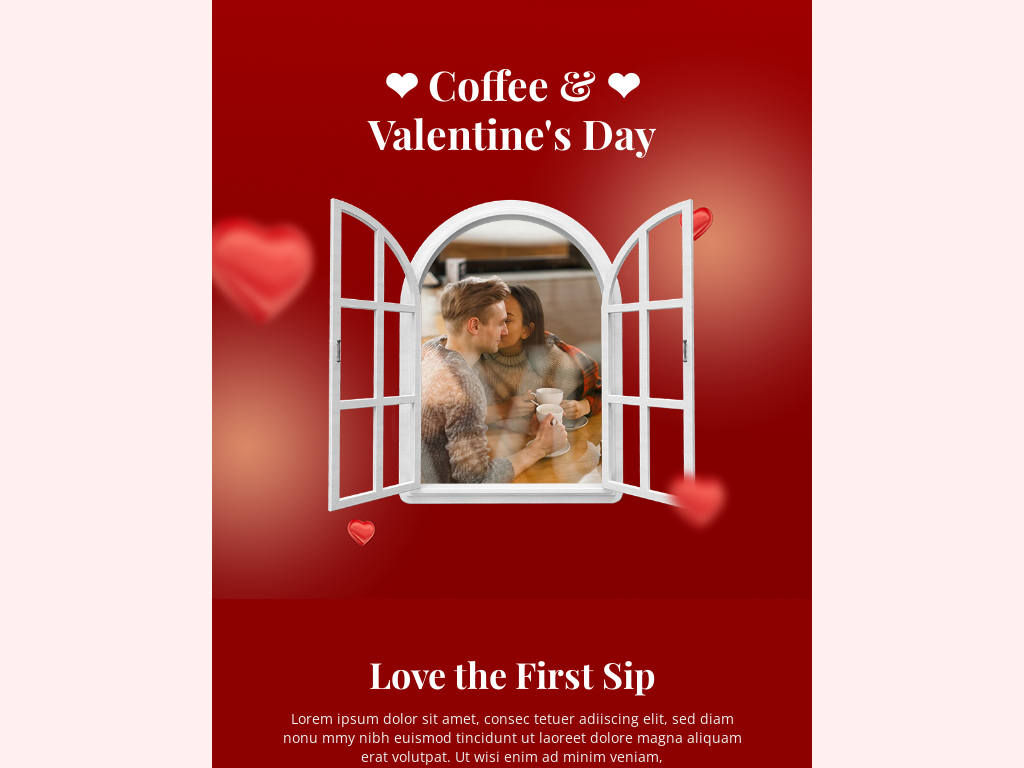 ❤ Coffee & ❤
Valentine's Day
Love the First Sip
Lorem ipsum dolor sit amet, consec tetuer adiiscing elit, sed diam
nonu mmy nibh euismod tincidunt ut laoreet dolore magna aliquam
erat volutpat. Ut wisi enim ad minim veniam,